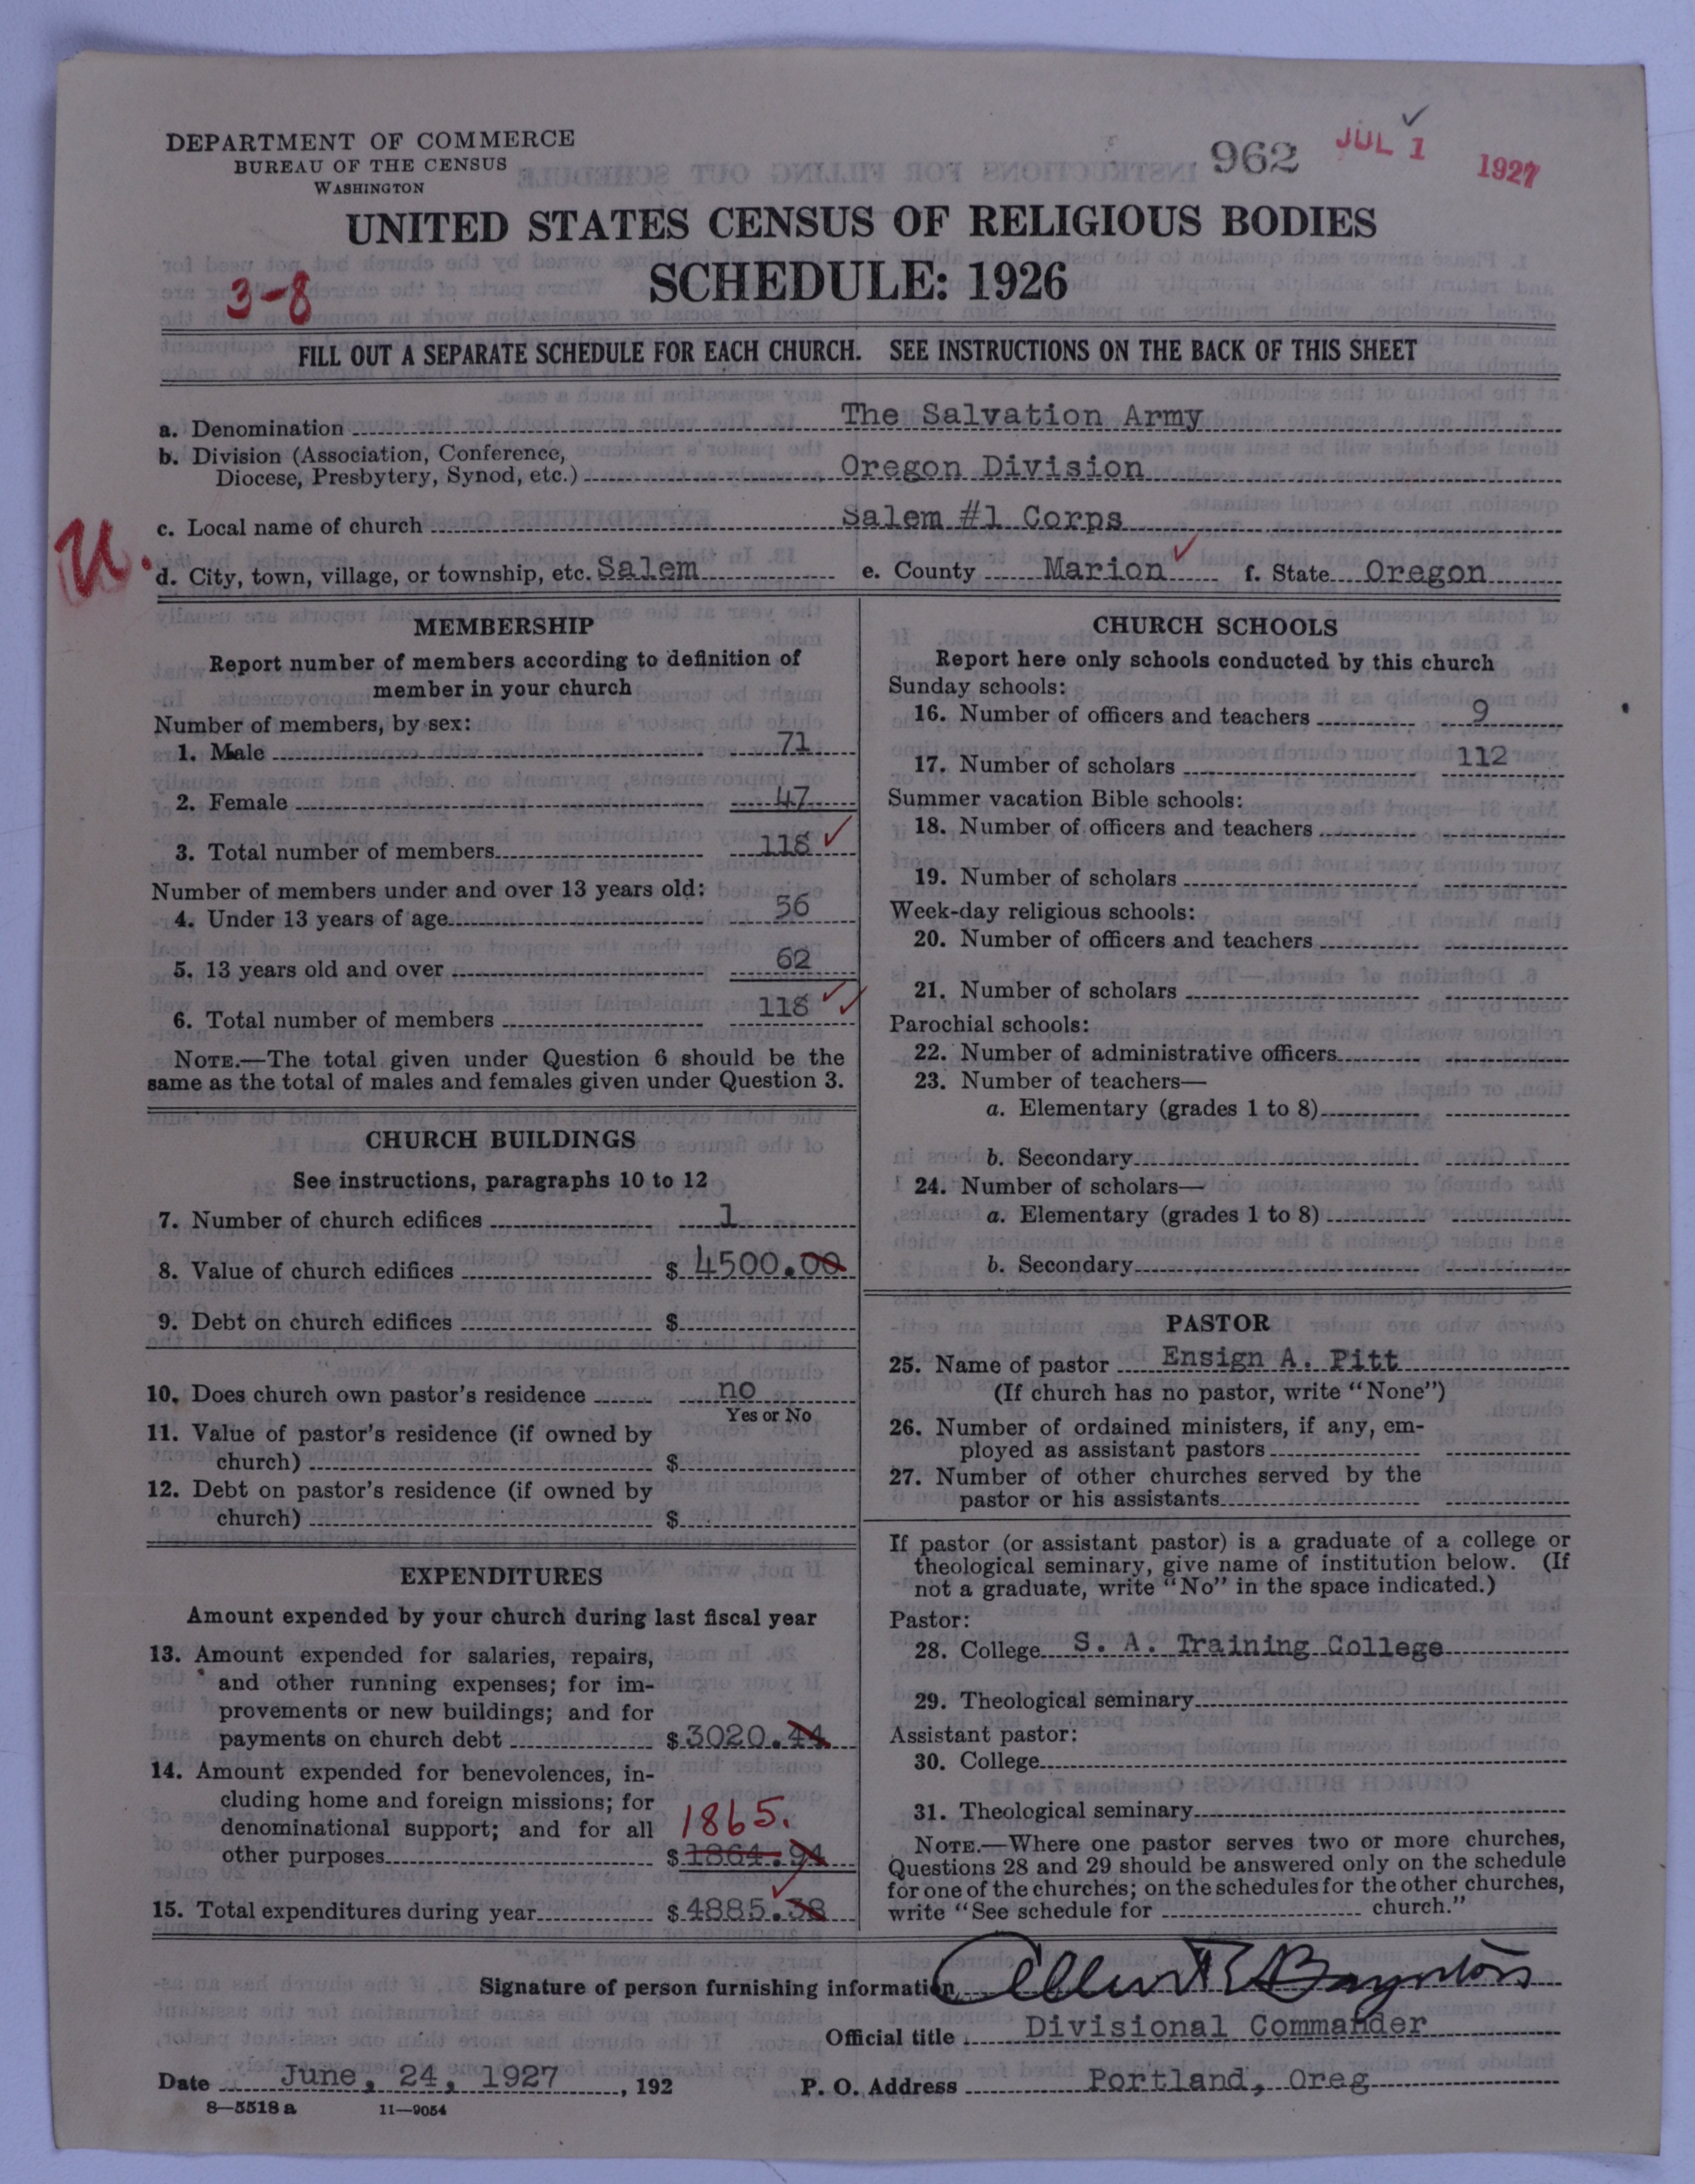 DEPARTMENT OF COMMERCE
BUREAU OF THE CENSUS
WASHINGTON
962
JUL 1 1927
UNITED STATES CENSUS OF RELIGIOUS BODIES
SCHEDULE: 1926
3-8
FILL OUT A SEPARATE SCHEDULE FOR EACH CHURCH. SEE INSTRUCTIONS ON THE BACK OF THIS SHEET
a. Denomination The Salvation Army
b. Division (Association, Conference,
Diocese, Presbytery, Synod, etc.) Oregon Division
c. Local name of church Salem #1 Corps
U.
d. City, town, village, or township, etc. Salem e. County Marion f. State Oregon
MEMBERSHIP
Report number of members according to definition of
member in your church
Number of members, by sex:
1. Male 71
2. Female 47
3. Total number of members 118
Number of members under and over 13 years old:
4. Under 13 years of age 56
5. 13 years old and over 62
6. Total number of members 118
NOTE.—The total given under Question 6 should be the
same as the total of males and females given under Question 3.
CHURCH BUILDINGS
See instructions, paragraphs 10 to 12
7. Number of church edifices 1
8. Value of church edifices $ 4500.00
9. Debt on church edifices $
10. Does church own pastor's residence no
Yes or No
11. Value of pastor's residence (if owned by
church) $
12. Debt on pastor's residence (if owned by
church) $
EXPENDITURES
Amount expended by your church during last fiscal year
13. Amount expended for salaries, repairs,
and other running expenses; for im-
provements or new buildings; and for
payments on church debt $ 3020.44
14. Amount expended for benevolences, in-
cluding home and foreign missions; for
denominational support; and for all 1865.
other purposes $ 1864.94
15. Total expenditures during year $ 4885.38
CHURCH SCHOOLS
Report here only schools conducted by this church
Sunday schools:
16. Number of officers and teachers 9
17. Number of scholars 112
Summer vacation Bible schools:
18. Number of officers and teachers
19. Number of scholars
Week-day religious schools:
20. Number of officers and teachers
21. Number of scholars
Parochial schools:
22. Number of administrative officers
23. Number of teachers—
a. Elementary (grades 1 to 8)
b. Secondary
24. Number of scholars—
a. Elementary (grades 1 to 8)
b. Secondary
PASTOR
25. Name of pastor Ensign A. Pitt
(If church has no pastor, write "None")
26. Number of ordained ministers, if any, em-
ployed as assistant pastors
27. Number of other churches served by the
pastor or his assistants
If pastor (or assistant pastor) is a graduate of a college or
theological seminary, give name of institution below. (If
not a graduate, write "No" in the space indicated.)
Pastor:
28. College S. A. Training College
29. Theological seminary
Assistant pastor:
30. College
31. Theological seminary
NOTE.—Where one pastor serves two or more churches,
Questions 28 and 29 should be answered only on the schedule
for one of the churches; on the schedules for the other churches,
write "See schedule for church."
Signature of person furnishing information
Official title Divisional Commander
Date June, 24, 1927, 192 P. O. Address Portland, Oreg
8—5518 a 11—9054